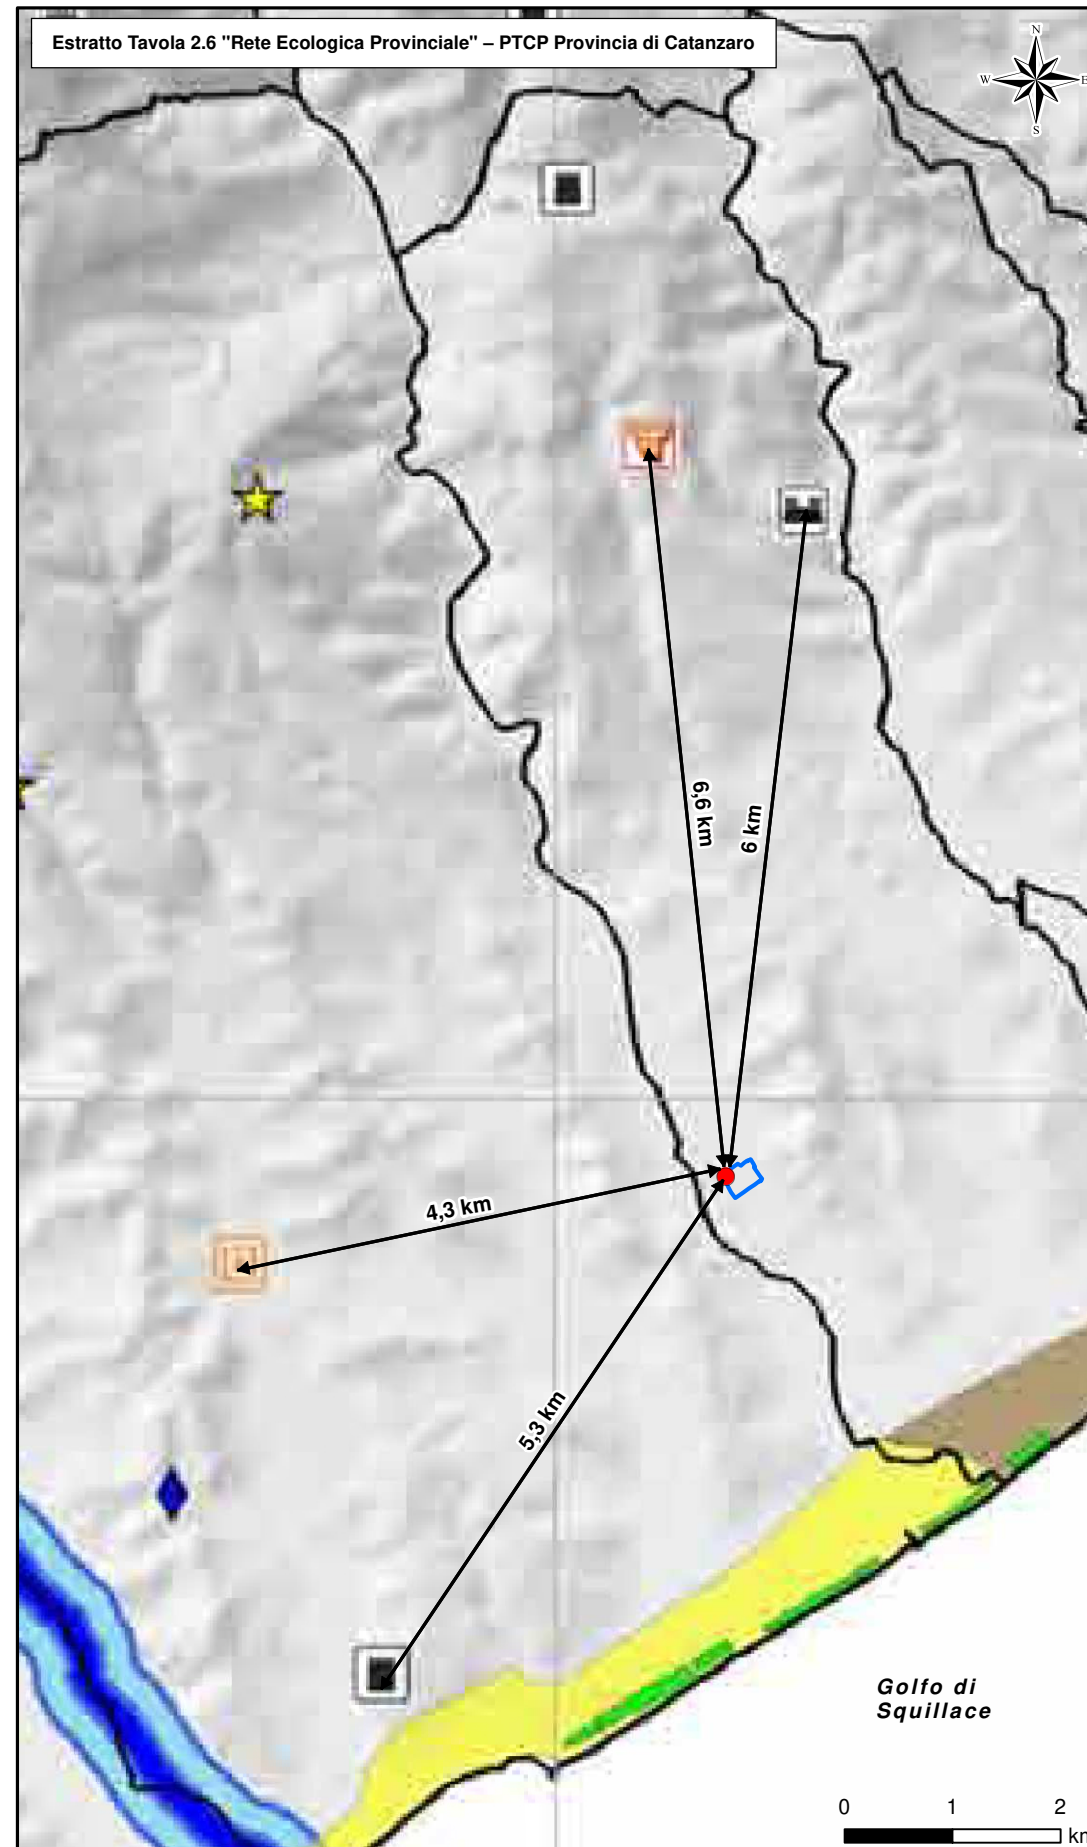 Estratto Tavola 2.6 "Rete Ecologica Provinciale" – PTCP Provincia di Catanzaro
N
W E
S
6,6 km
6 km
4,3 km
5,3 km
Golfo di
Squillace
0 1 2
km